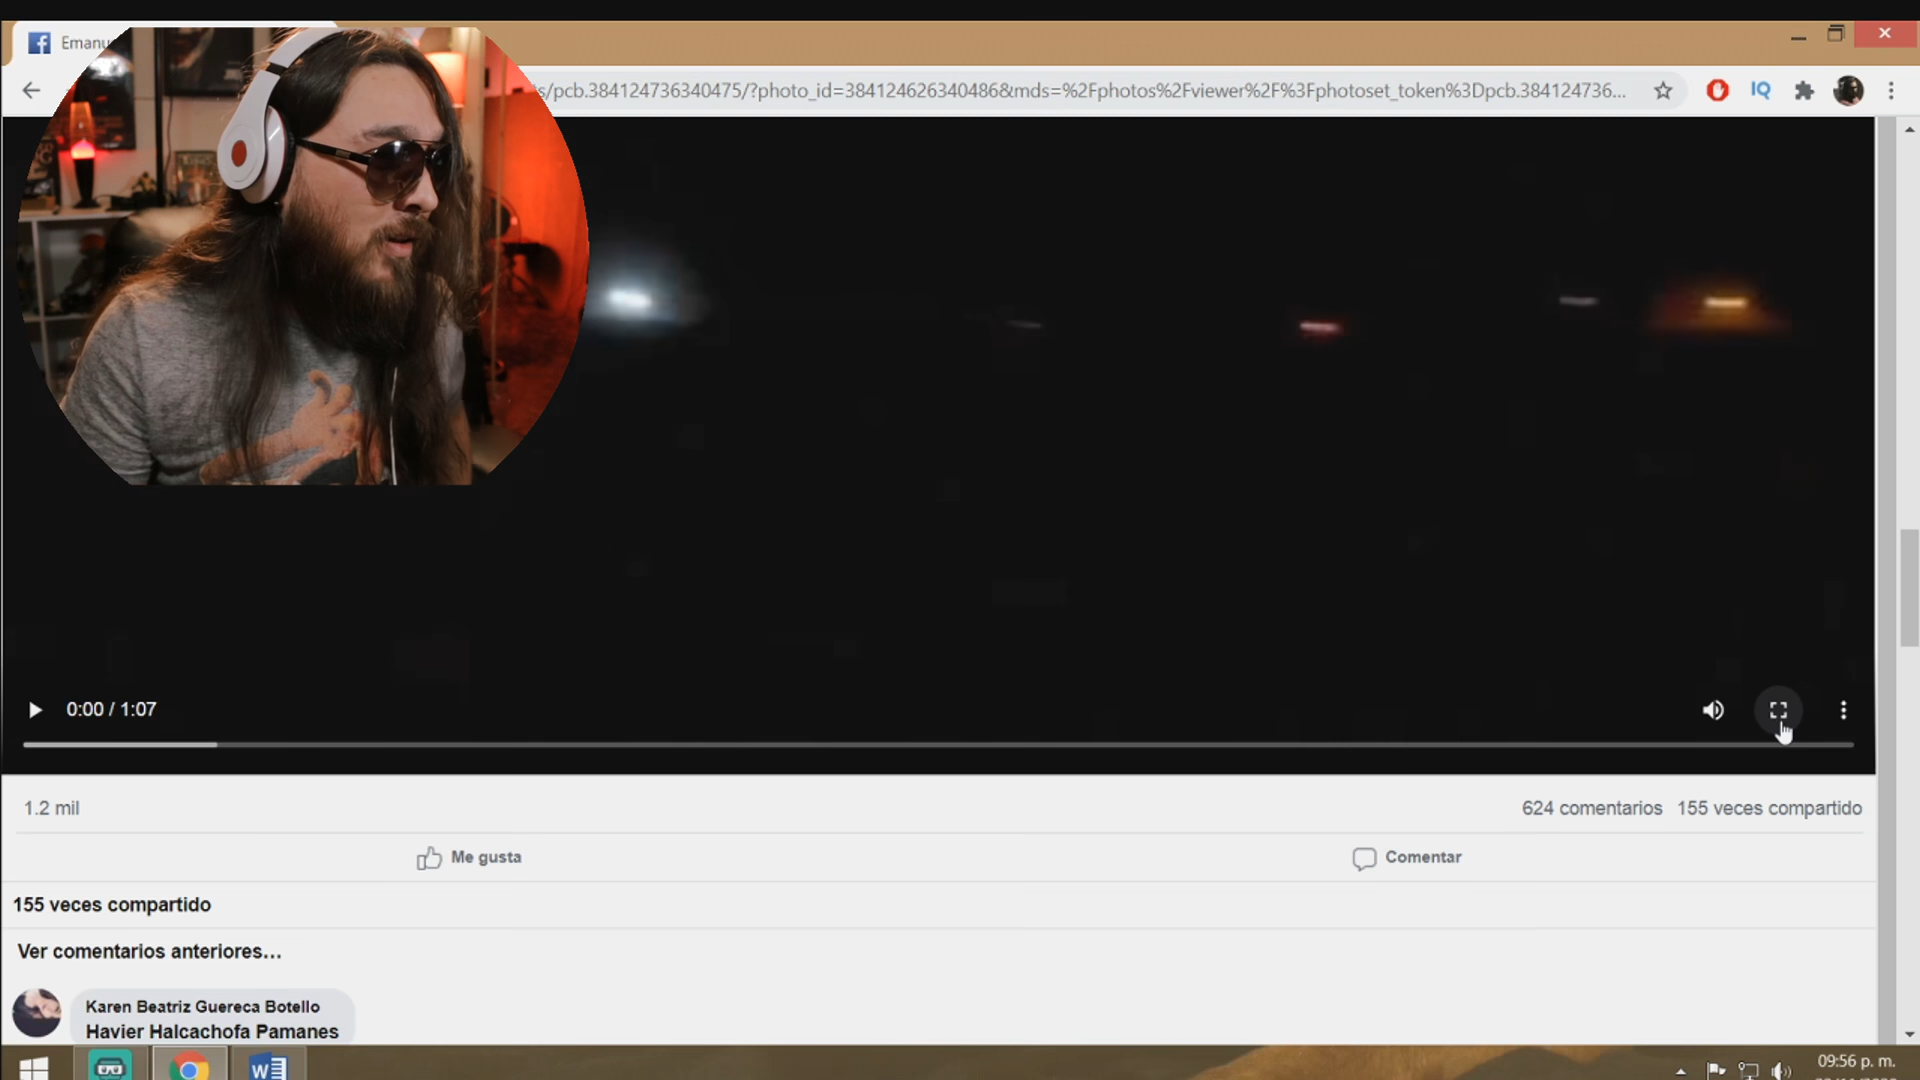 Emanu
s/pcb.384124736340475/?photo_id=384124626340486&mds=%2Fphotos%2Fviewer%2F%3Fphotoset_token%3Dpcb.384124736...
IQ
0:00 / 1:07
1.2 mil
624 comentarios 155 veces compartido
Me gusta
Comentar
155 veces compartido
Ver comentarios anteriores...
Karen Beatriz Guereca Botello
Havier Halcachofa Pamanes
W
09:56 p. m.